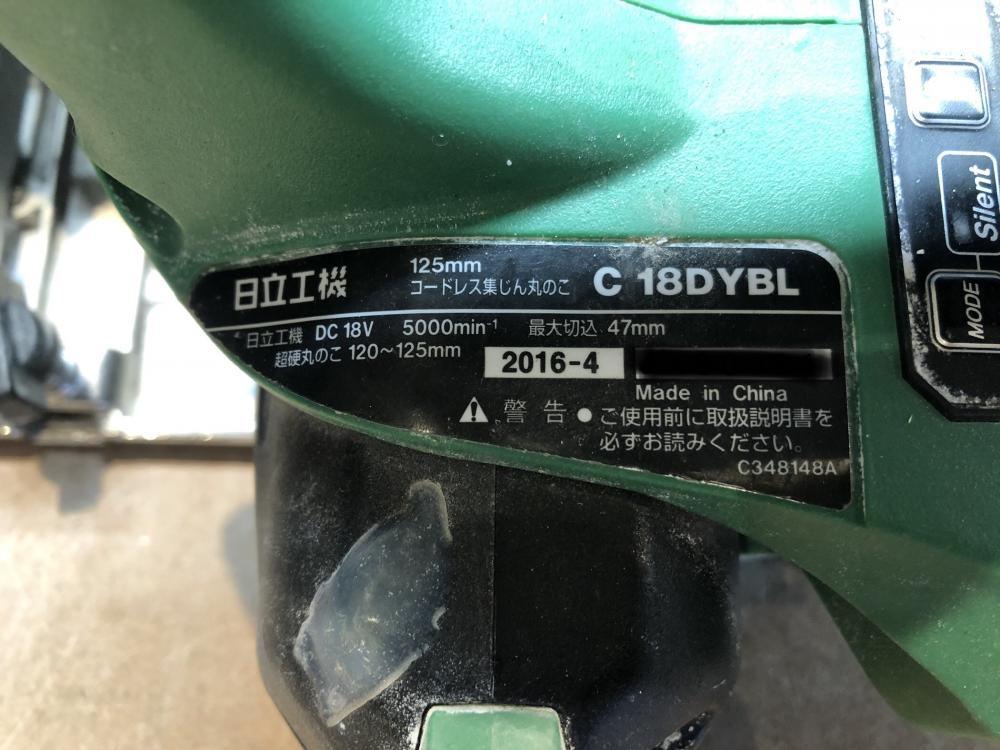 日立工機
125mm
コードレス集じん丸のこ
C 18DYBL
日立工機 DC 18V 5000min⁻¹ 最大切込 47mm
超硬丸のこ 120～125mm
2016-4
Made in China
警告 ●ご使用前に取扱説明書を
必ずお読みください。
C348148A
Silent
MODE